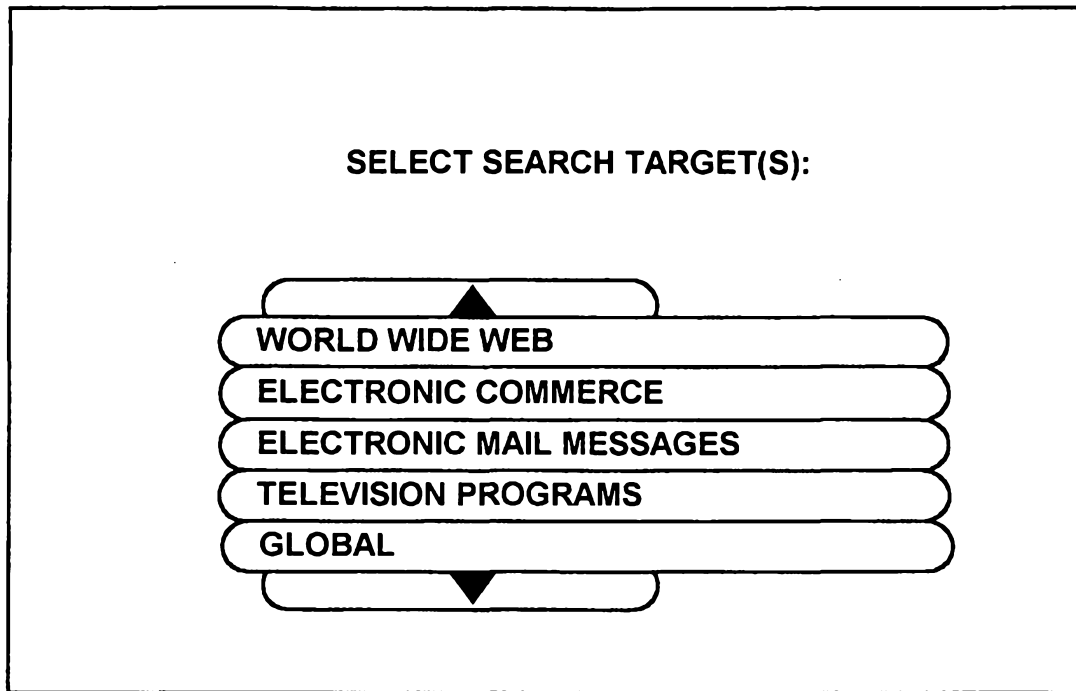 SELECT SEARCH TARGET(S):
WORLD WIDE WEB
ELECTRONIC COMMERCE
ELECTRONIC MAIL MESSAGES
TELEVISION PROGRAMS
GLOBAL